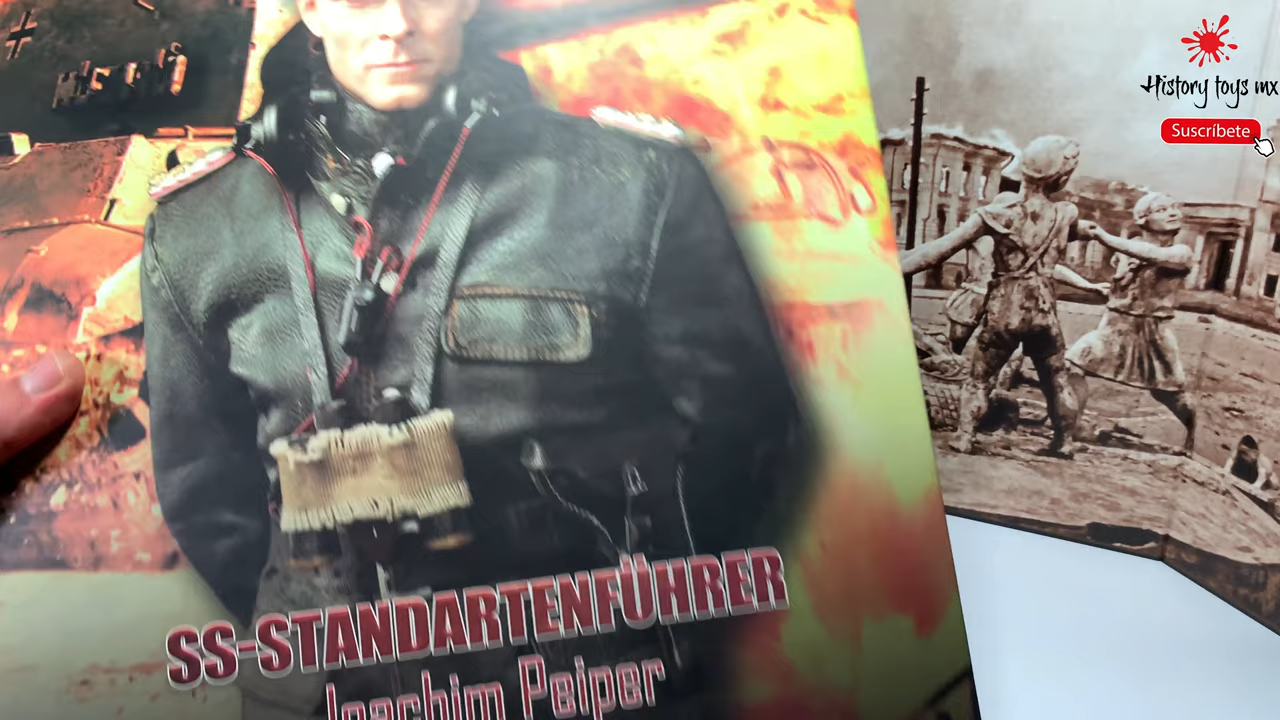 History toys mx
Suscríbete
SS-STANDARTENFÜHRER
Joachim Peiper